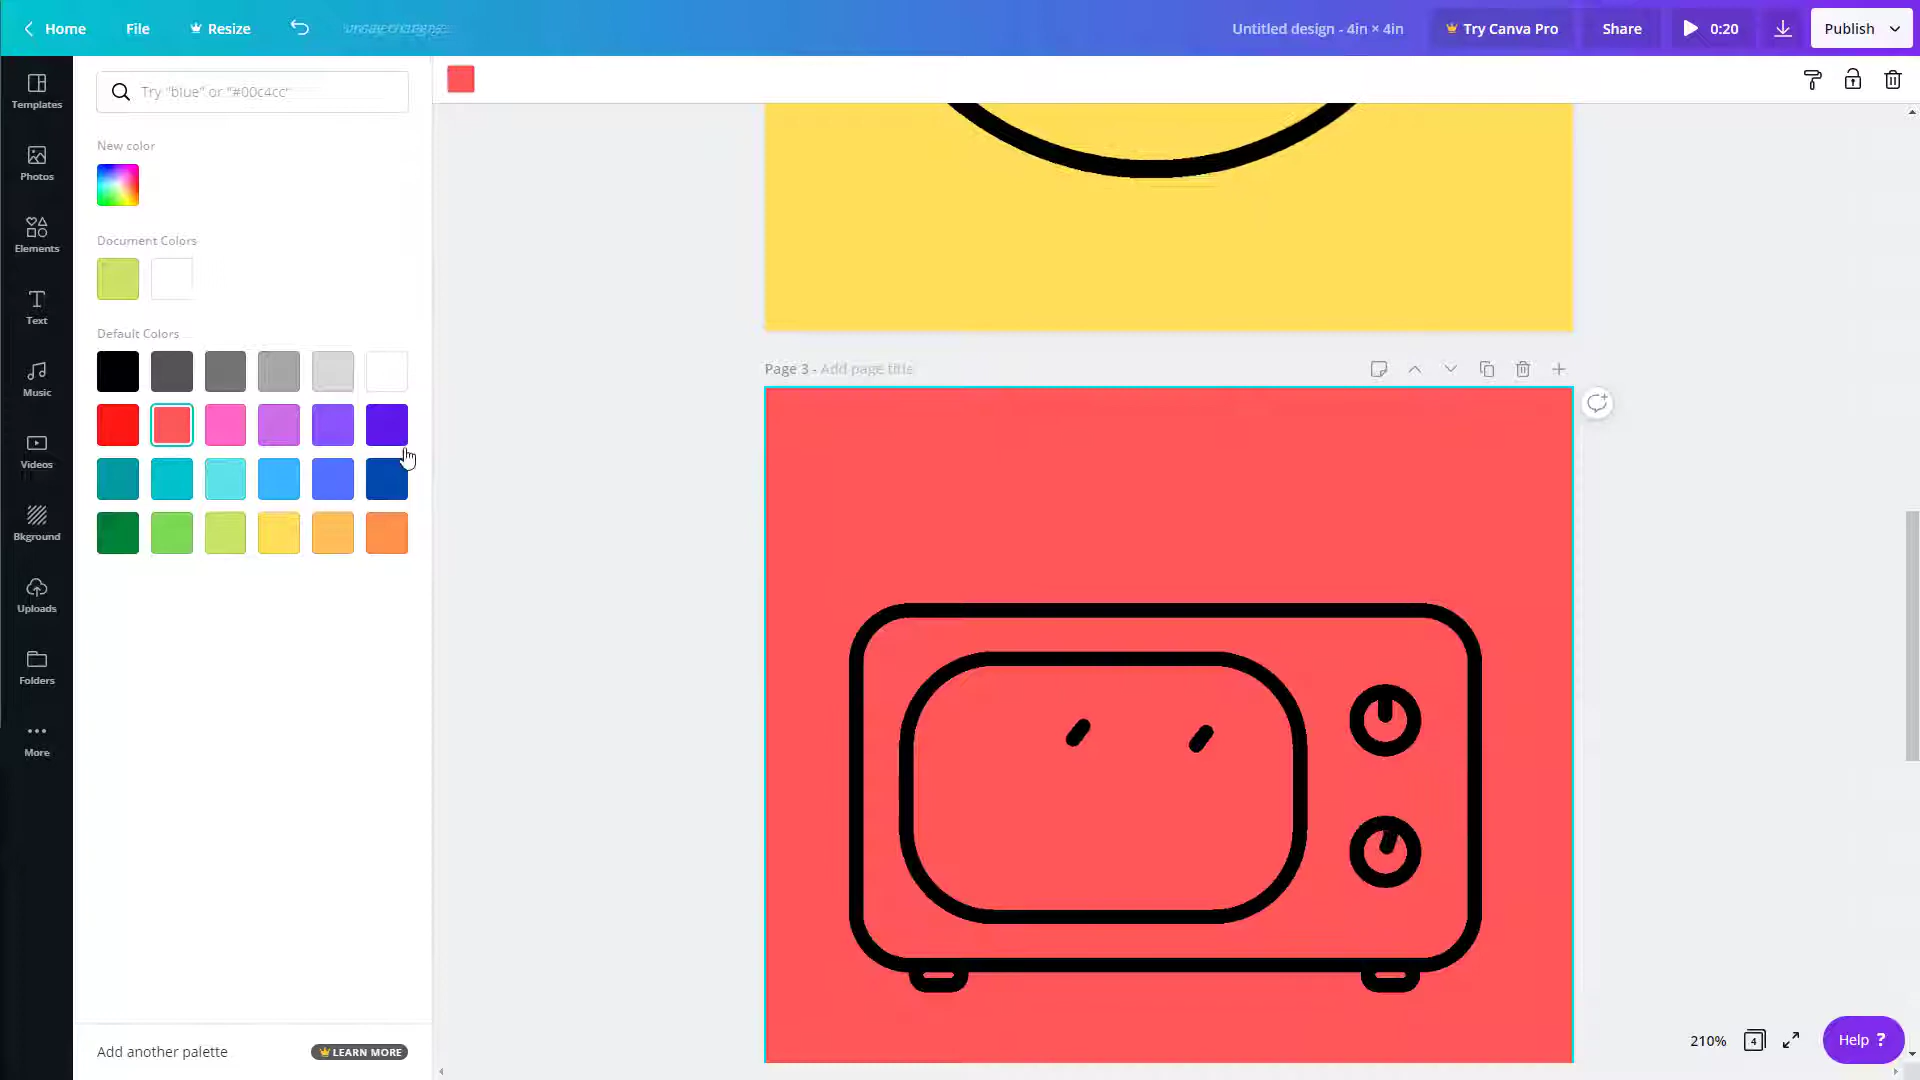 Home
File
Resize
Untitled design - 4in × 4in
Try Canva Pro
Share
0:20
Publish
Templates
Photos
Elements
Text
Music
Videos
Bkground
Uploads
Folders
More
Try "blue" or "#00c4cc"
New color
Document Colors
Default Colors
Add another palette
LEARN MORE
Page 3 - Add page title
210%
4
Help ?